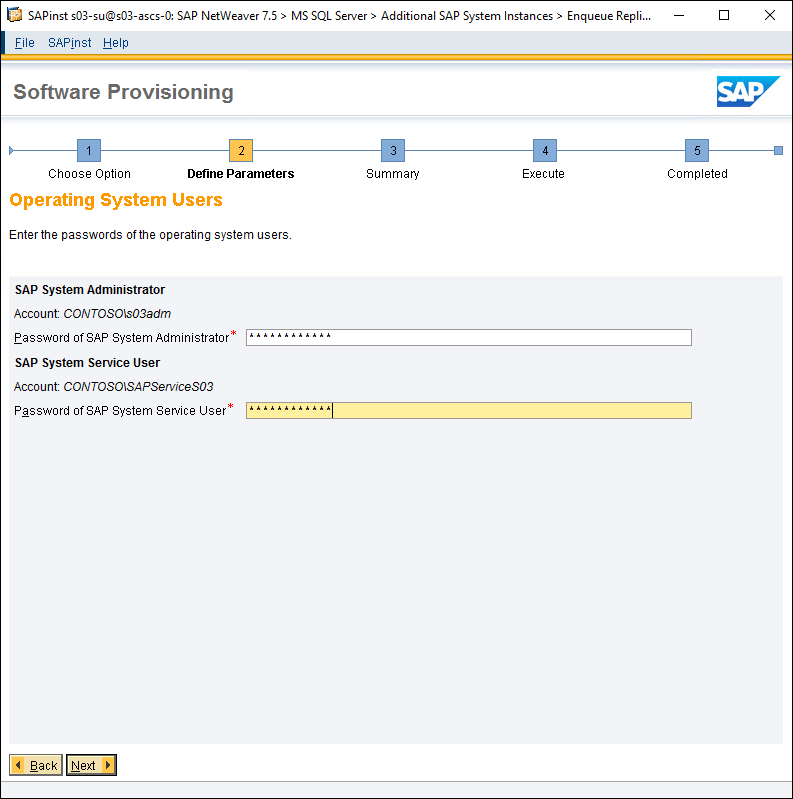 SAPinst s03-su@s03-ascs-0: SAP NetWeaver 7.5 > MS SQL Server > Additional SAP System Instances > Enqueue Repli...
File SAPinst Help
Software Provisioning
SAP
1 2 3 4 5
Choose Option Define Parameters Summary Execute Completed
Operating System Users
Enter the passwords of the operating system users.
SAP System Administrator
Account: CONTOSO\s03adm
Password of SAP System Administrator* ************
SAP System Service User
Account: CONTOSO\SAPServiceS03
Password of SAP System Service User* ************
Back Next